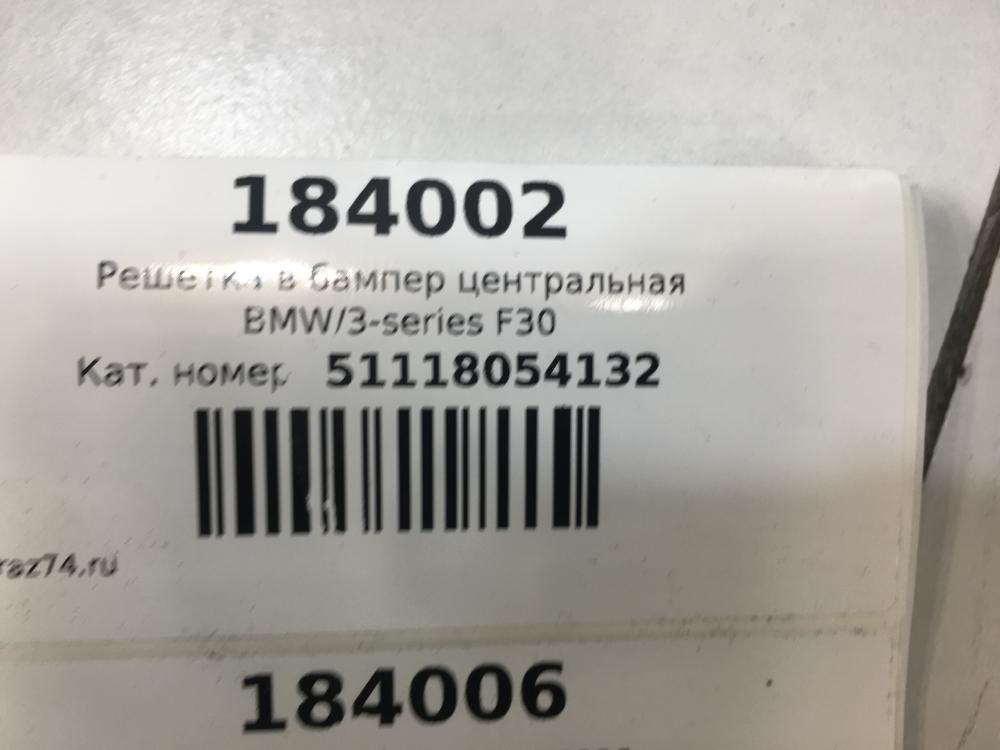 184002
Решетка в бампер центральная
BMW/3-series F30
Кат. номер 51118054132
raz74.ru
184006